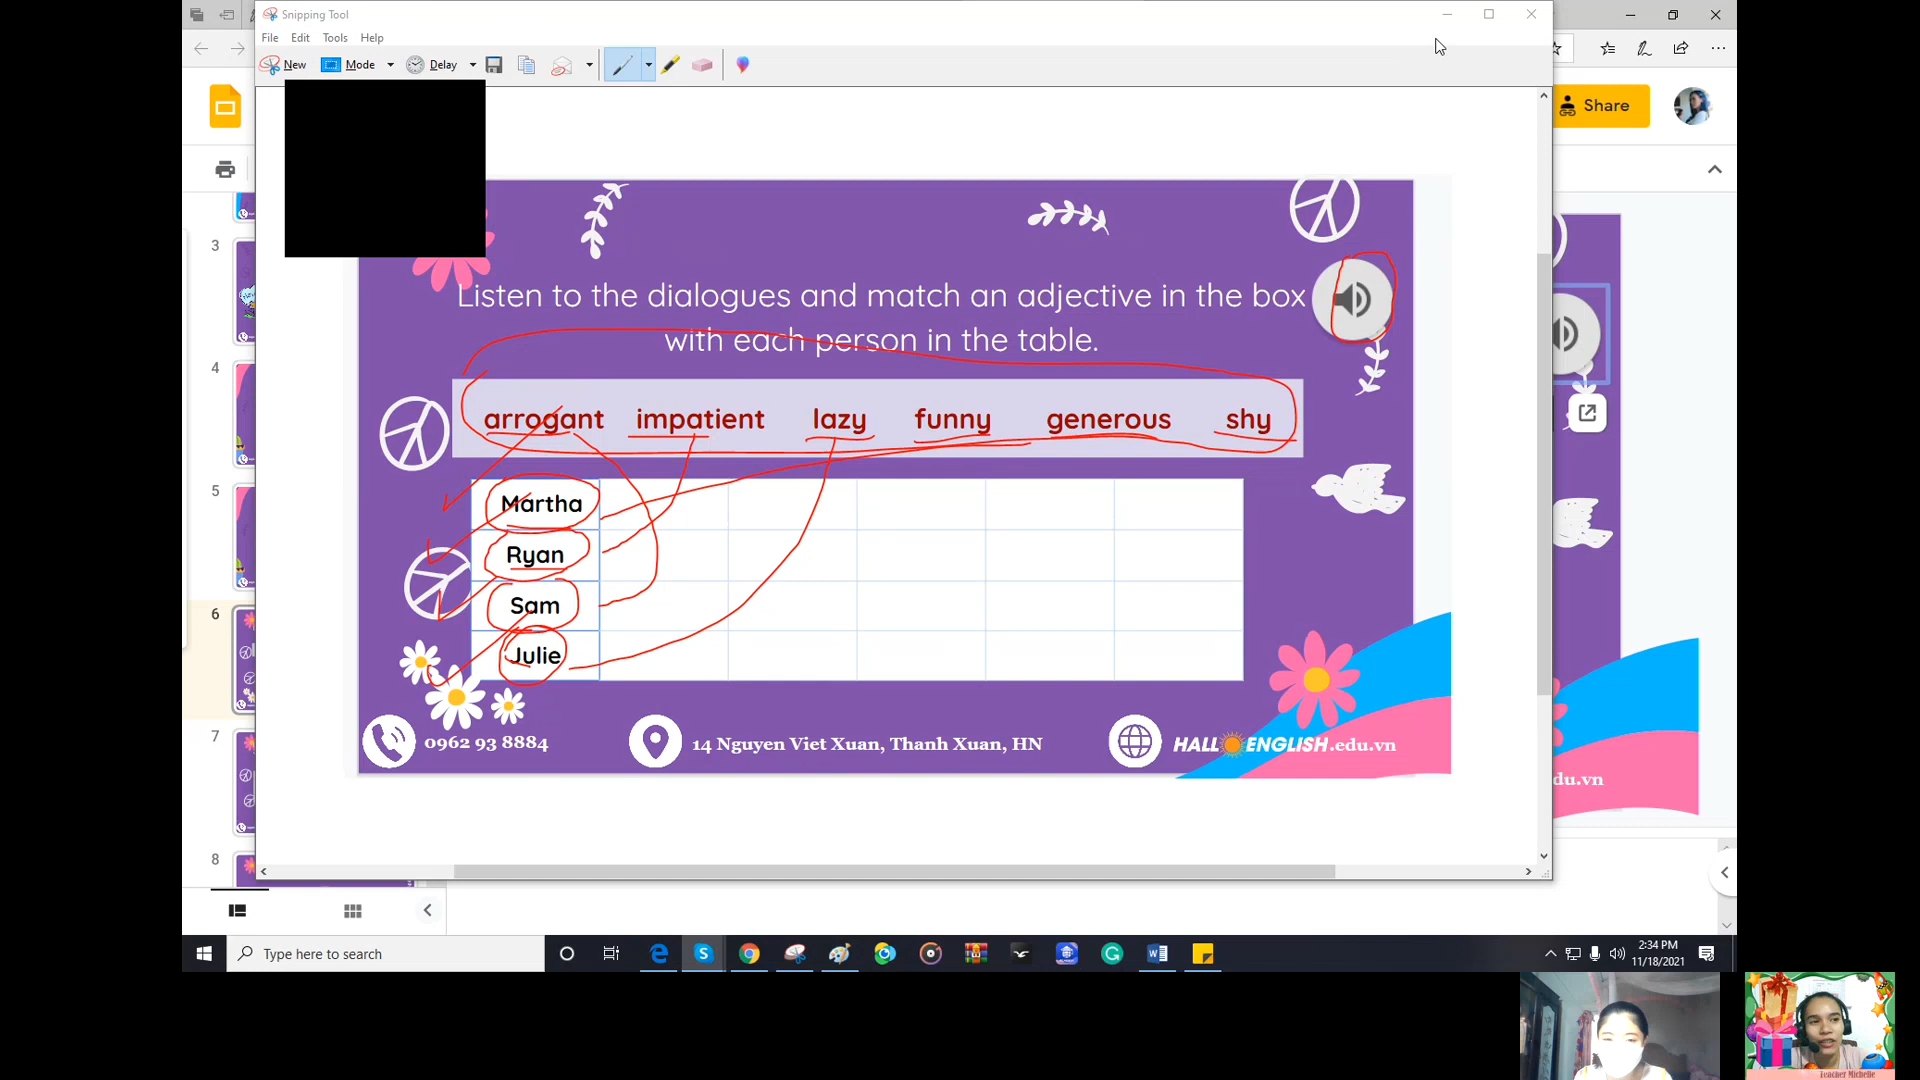 Snipping Tool
File Edit Tools Help
New Mode Delay
Share
3
4
5
6
7
8
Listen to the dialogues and match an adjective in the box
with each person in the table.
arrogant impatient lazy funny generous shy
Martha
Ryan
Sam
Julie
0962 93 8884
14 Nguyen Viet Xuan, Thanh Xuan, HN
HALLO ENGLISH.edu.vn
du.vn
Type here to search
2:34 PM
11/18/2021
Teacher Michelle